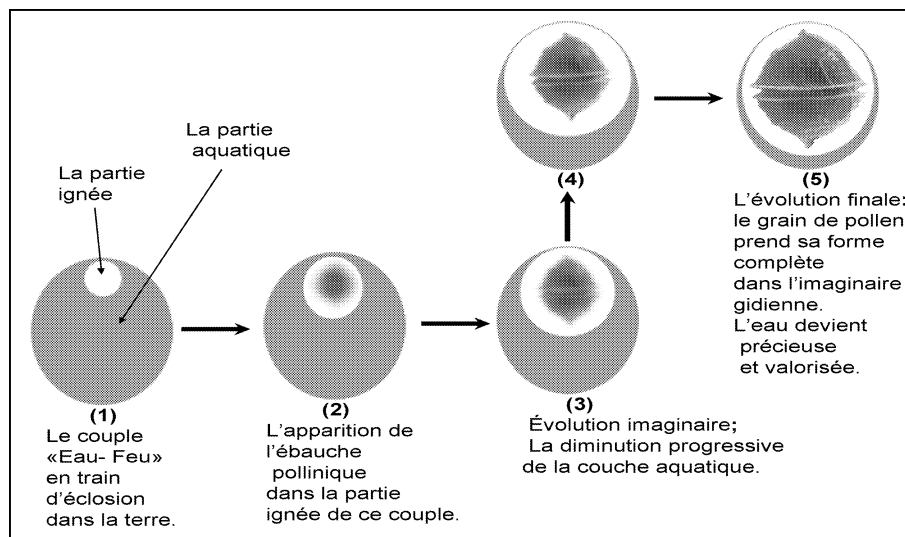 La partie
aquatique
La partie
ignée
(1)
Le couple
«Eau- Feu»
en train
d'éclosion
dans la terre.
(2)
L'apparition de
l'ébauche
pollinique
dans la partie
ignée de ce couple.
(3)
Évolution imaginaire;
La diminution progressive
de la couche aquatique.
(4)
(5)
L'évolution finale:
le grain de pollen
prend sa forme
complète
dans l'imaginaire
gidienne.
L'eau devient
précieuse
et valorisée.